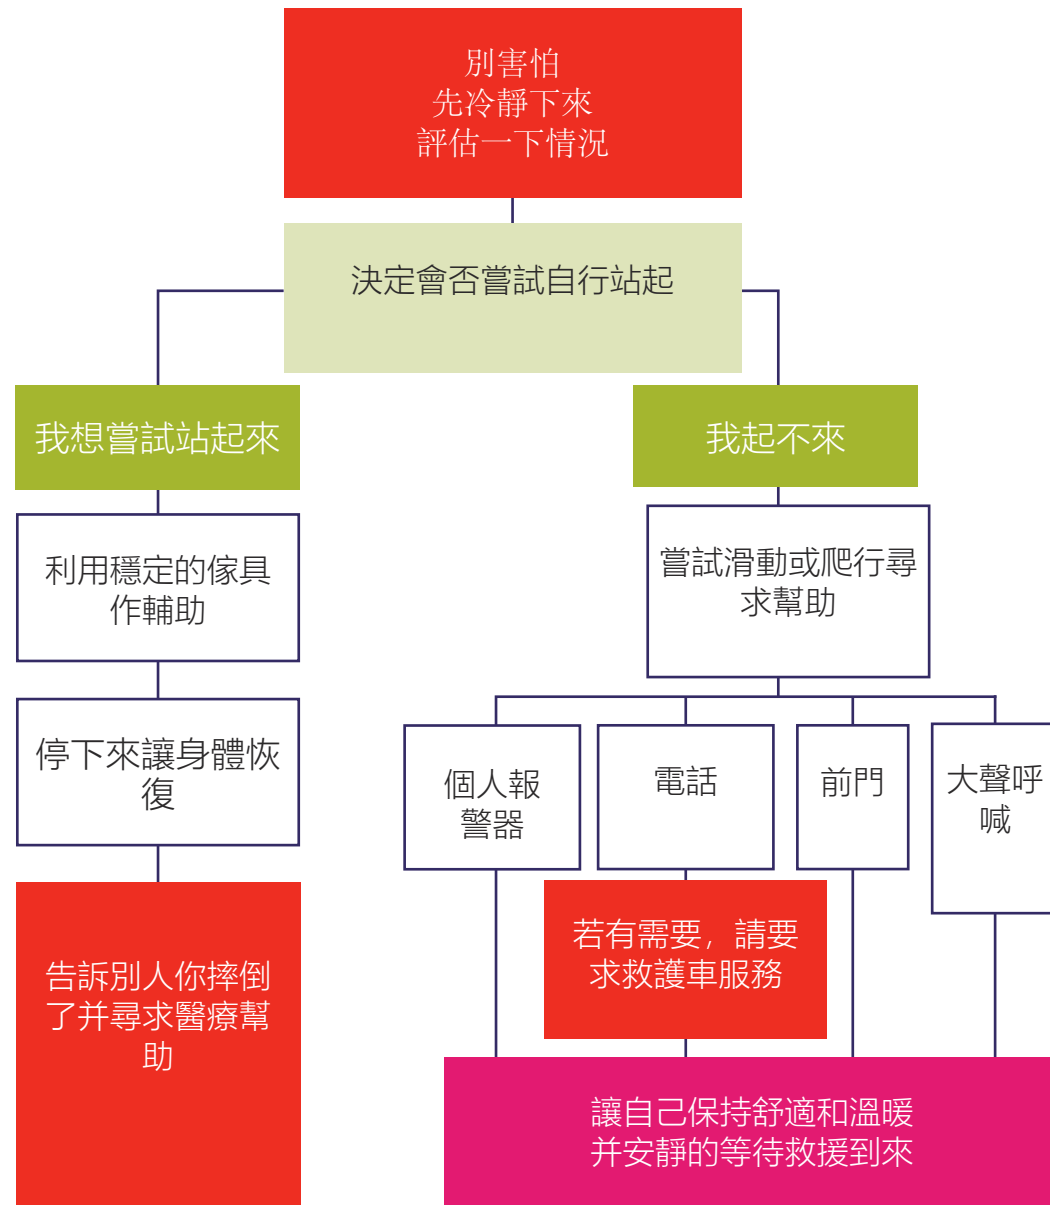 別害怕
先冷靜下來
評估一下情況
決定會否嘗試自行站起
我想嘗試站起來
我起不來
利用穩定的傢具
作輔助
嘗試滑動或爬行尋
求幫助
停下來讓身體恢
復
個人報
警器
電話
前門
大聲呼
喊
告訴別人你摔倒
了并尋求醫療幫
助
若有需要，請要
求救護車服務
讓自己保持舒適和溫暖
并安靜的等待救援到來